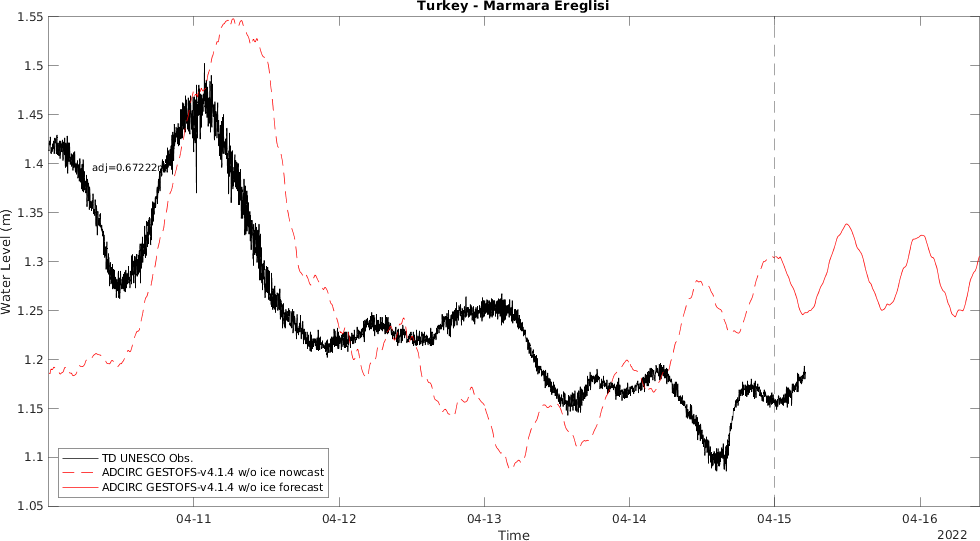 Turkey - Marmara Ereglisi
1.55
1.5
1.45
1.4
1.35
1.3
1.25
1.2
1.15
1.1
1.05
Water Level (m)
adj=0.67222m
TD UNESCO Obs.
ADCIRC GESTOFS-v4.1.4 w/o ice nowcast
ADCIRC GESTOFS-v4.1.4 w/o ice forecast
04-11
04-12
04-13
04-14
04-15
04-16
Time
2022